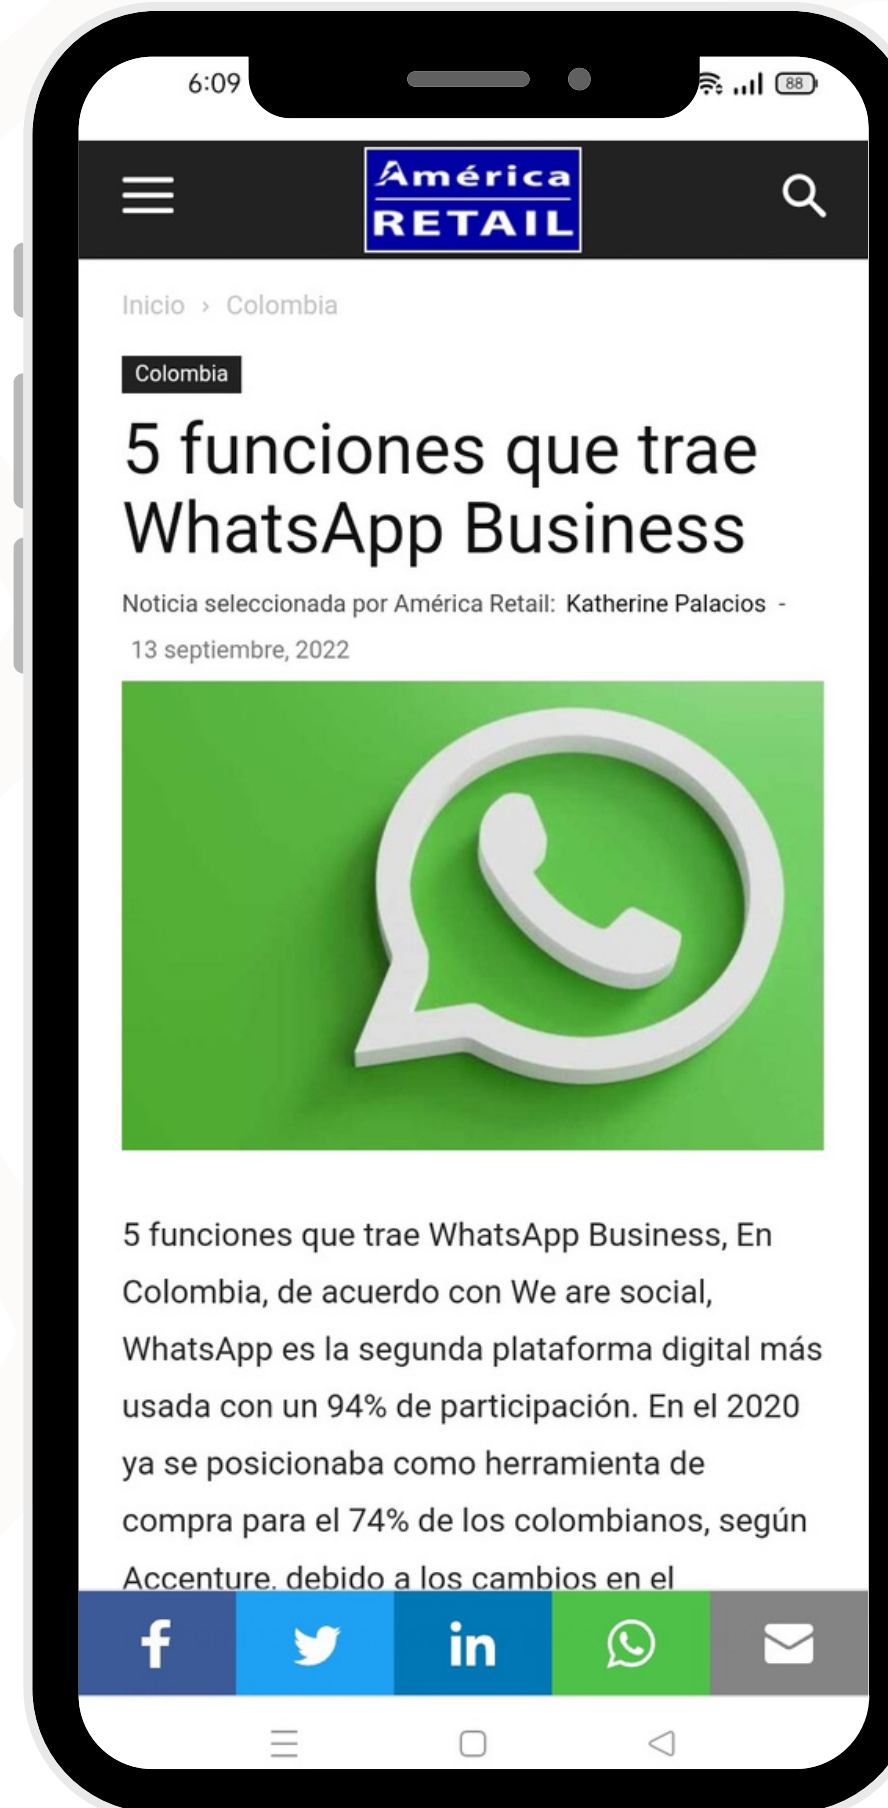 6:09
88
América
RETAIL
Inicio › Colombia
Colombia
5 funciones que trae
WhatsApp Business
Noticia seleccionada por América Retail: Katherine Palacios -
13 septiembre, 2022
5 funciones que trae WhatsApp Business, En
Colombia, de acuerdo con We are social,
WhatsApp es la segunda plataforma digital más
usada con un 94% de participación. En el 2020
ya se posicionaba como herramienta de
compra para el 74% de los colombianos, según
Accenture, debido a los cambios en el